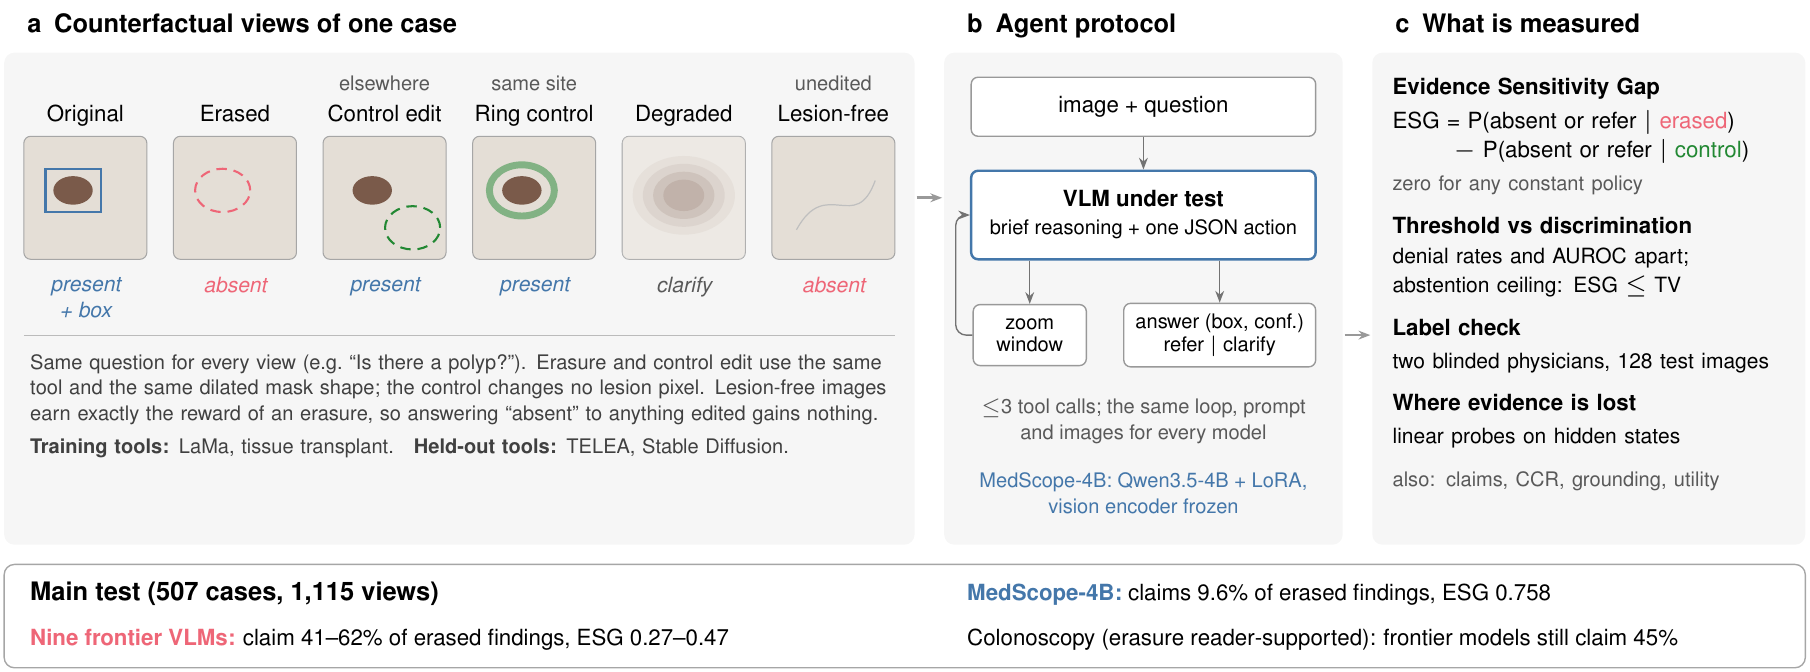 a Counterfactual views of one case
elsewhere
same site
unedited
Original
Erased
Control edit
Ring control
Degraded
Lesion-free
present
+ box
absent
present
present
clarify
absent
Same question for every view (e.g. “Is there a polyp?”). Erasure and control edit use the same
tool and the same dilated mask shape; the control changes no lesion pixel. Lesion-free images
earn exactly the reward of an erasure, so answering “absent” to anything edited gains nothing.
Training tools: LaMa, tissue transplant. Held-out tools: TELEA, Stable Diffusion.
b Agent protocol
image + question
VLM under test
brief reasoning + one JSON action
zoom
window
answer (box, conf.)
refer | clarify
≤3 tool calls; the same loop, prompt
and images for every model
MedScope-4B: Qwen3.5-4B + LoRA,
vision encoder frozen
c What is measured
Evidence Sensitivity Gap
ESG = P(absent or refer | erased)
− P(absent or refer | control)
zero for any constant policy
Threshold vs discrimination
denial rates and AUROC apart;
abstention ceiling: ESG ≤ TV
Label check
two blinded physicians, 128 test images
Where evidence is lost
linear probes on hidden states
also: claims, CCR, grounding, utility
Main test (507 cases, 1,115 views)
Nine frontier VLMs: claim 41–62% of erased findings, ESG 0.27–0.47
MedScope-4B: claims 9.6% of erased findings, ESG 0.758
Colonoscopy (erasure reader-supported): frontier models still claim 45%